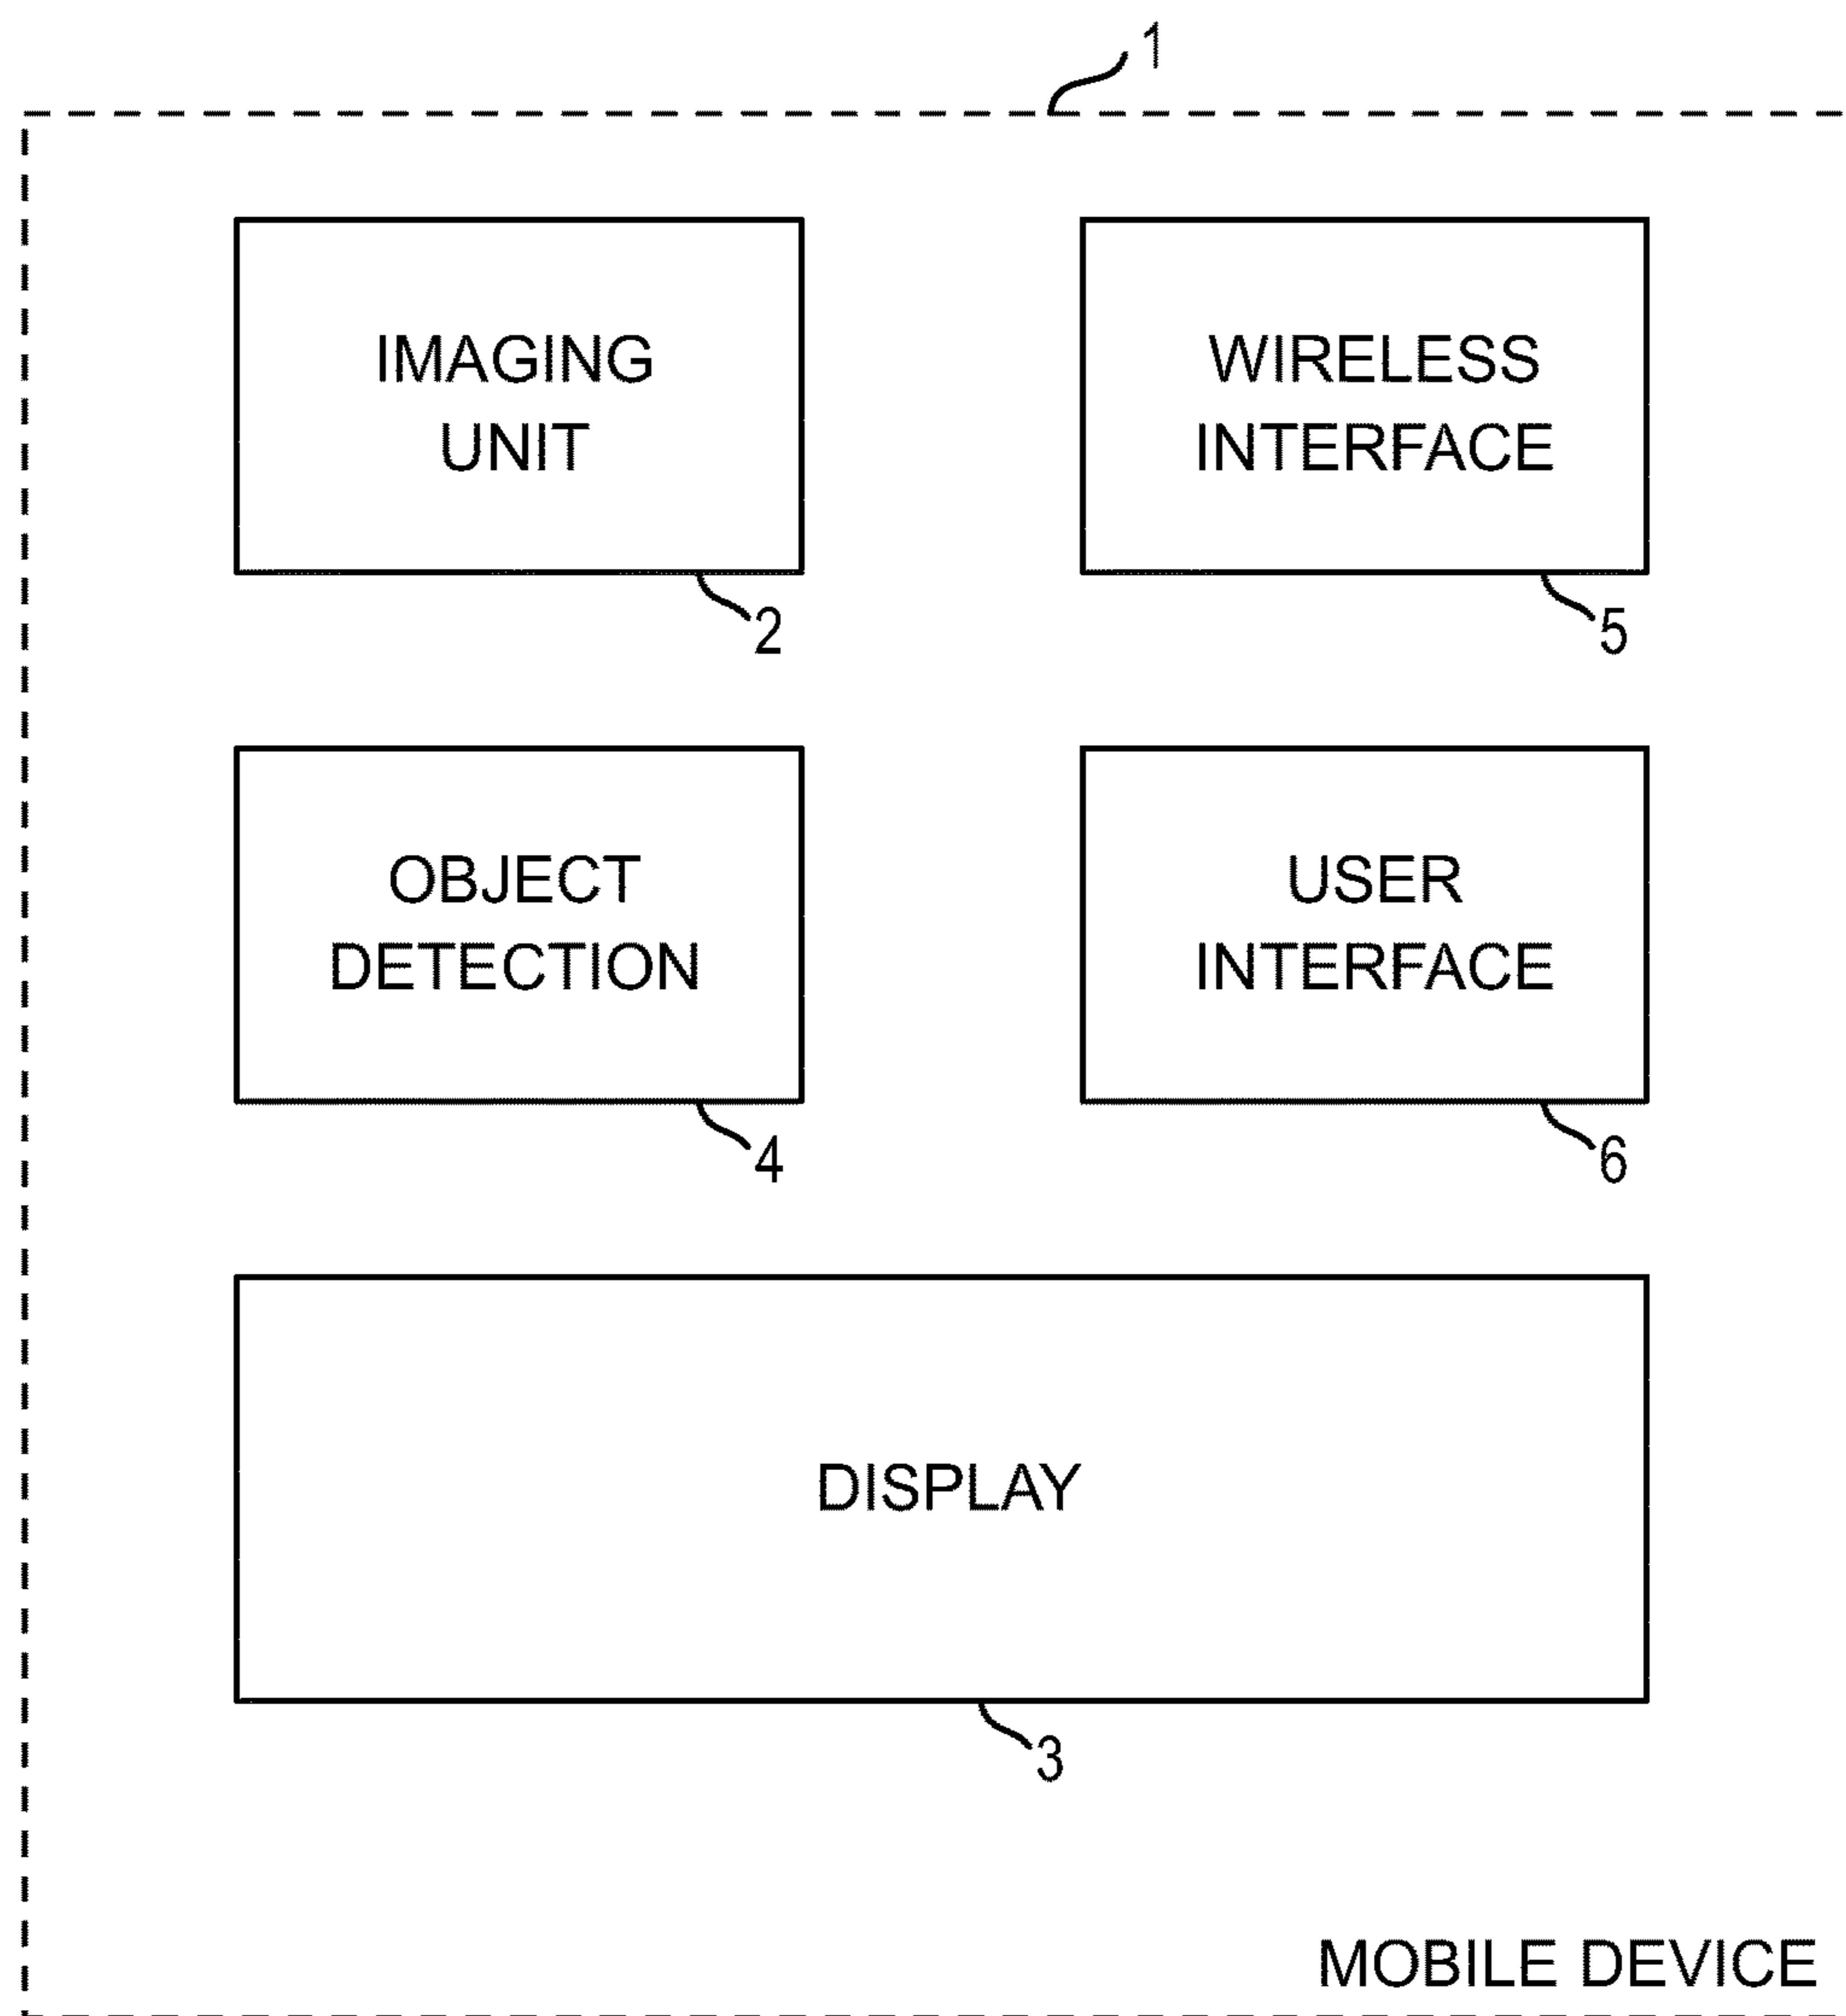 1
IMAGING
UNIT
2
WIRELESS
INTERFACE
5
OBJECT
DETECTION
4
USER
INTERFACE
6
DISPLAY
3
MOBILE DEVICE